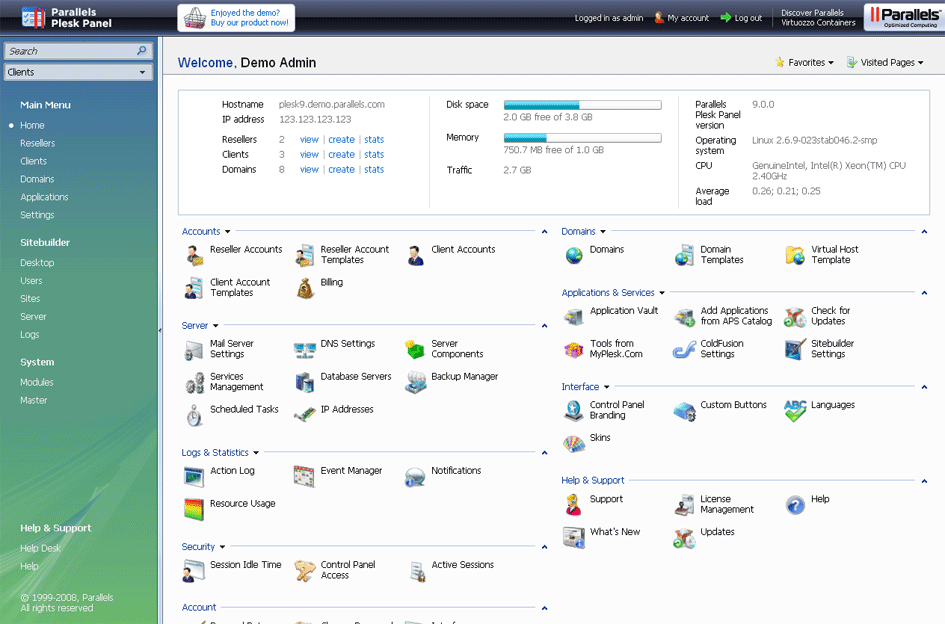 Parallels
Plesk Panel
Enjoyed the demo?
Buy our product now!
Logged in as admin
My account
Log out
Discover Parallels
Virtuozzo Containers
Parallels
Optimized Computing
Search
Clients
Main Menu
Home
Resellers
Clients
Domains
Applications
Settings
Sitebuilder
Desktop
Users
Sites
Server
Logs
System
Modules
Master
Help & Support
Help Desk
Help
© 1999-2008, Parallels
All rights reserved
Welcome, Demo Admin
Favorites
Visited Pages
Hostname plesk9.demo.parallels.com
IP address 123.123.123.123
Resellers 2 view | create | stats
Clients 3 view | create | stats
Domains 8 view | create | stats
Disk space
2.0 GB free of 3.8 GB
Memory
750.7 MB free of 1.0 GB
Traffic 2.7 GB
Parallels
Plesk Panel
version
9.0.0
Operating
system
Linux 2.6.9-023stab046.2-smp
CPU
GenuineIntel, Intel(R) Xeon(TM) CPU
2.40GHz
Average
load
0.26; 0.21; 0.25
Accounts
Reseller Accounts
Reseller Account
Templates
Client Accounts
Client Account
Templates
Billing
Server
Mail Server
Settings
DNS Settings
Server
Components
Services
Management
Database Servers
Backup Manager
Scheduled Tasks
IP Addresses
Logs & Statistics
Action Log
Event Manager
Notifications
Resource Usage
Security
Session Idle Time
Control Panel
Access
Active Sessions
Account
Domains
Domains
Domain
Templates
Virtual Host
Template
Applications & Services
Application Vault
Add Applications
from APS Catalog
Check for
Updates
Tools from
MyPlesk.Com
ColdFusion
Settings
Sitebuilder
Settings
Interface
Control Panel
Branding
Custom Buttons
ABC
Languages
Skins
Help & Support
Support
License
Management
Help
What's New
Updates